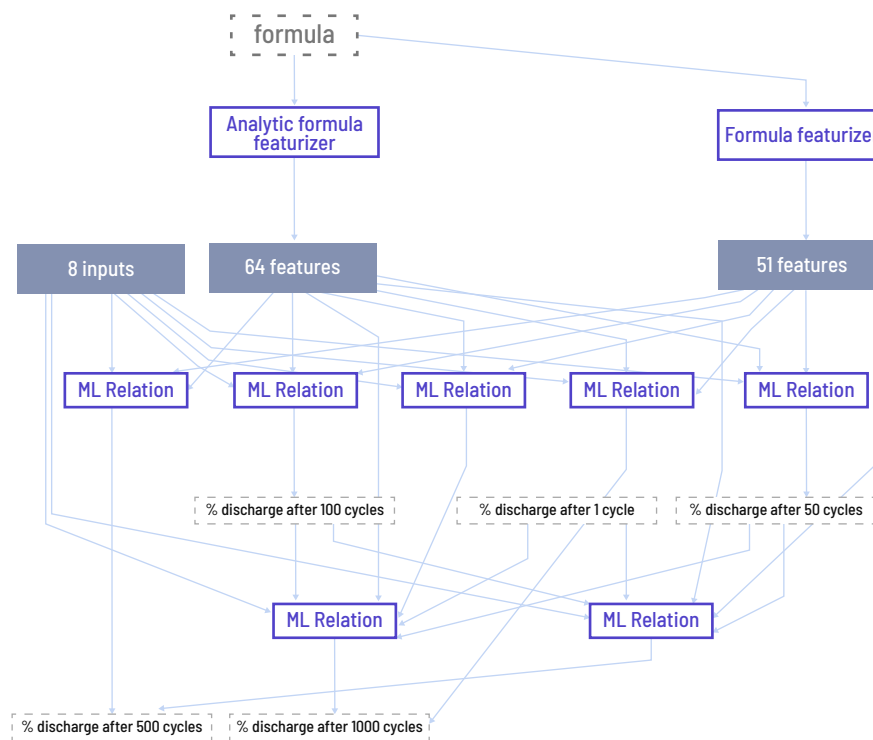 formula
Analytic formula
featurizer
Formula featurize
8 inputs
64 features
51 features
ML Relation
ML Relation
ML Relation
ML Relation
ML Relation
% discharge after 100 cycles
% discharge after 1 cycle
% discharge after 50 cycles
ML Relation
ML Relation
% discharge after 500 cycles
% discharge after 1000 cycles